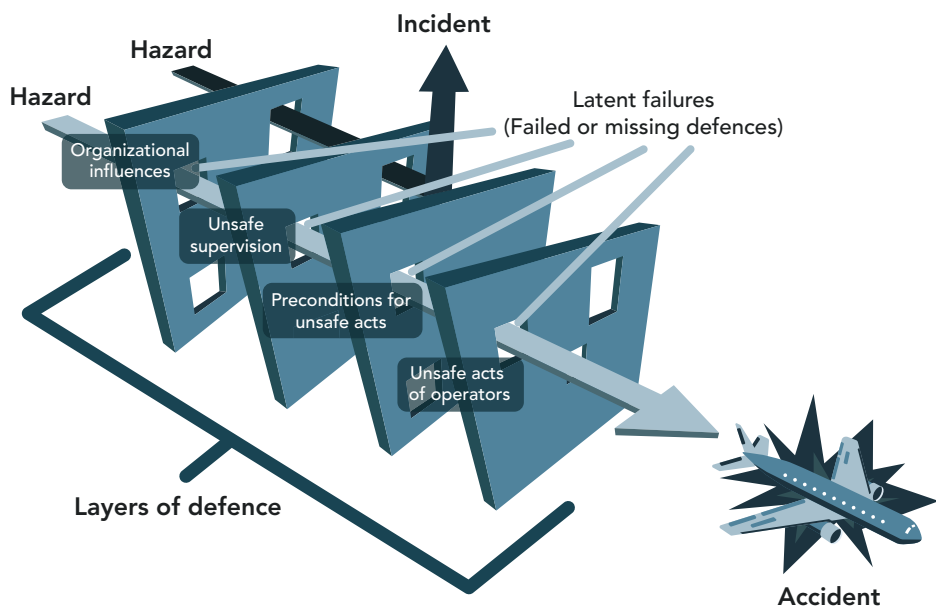 Incident
Hazard
Hazard
Latent failures
(Failed or missing defences)
Organizational
influences
Unsafe
supervision
Preconditions for
unsafe acts
Unsafe acts
of operators
Layers of defence
Accident